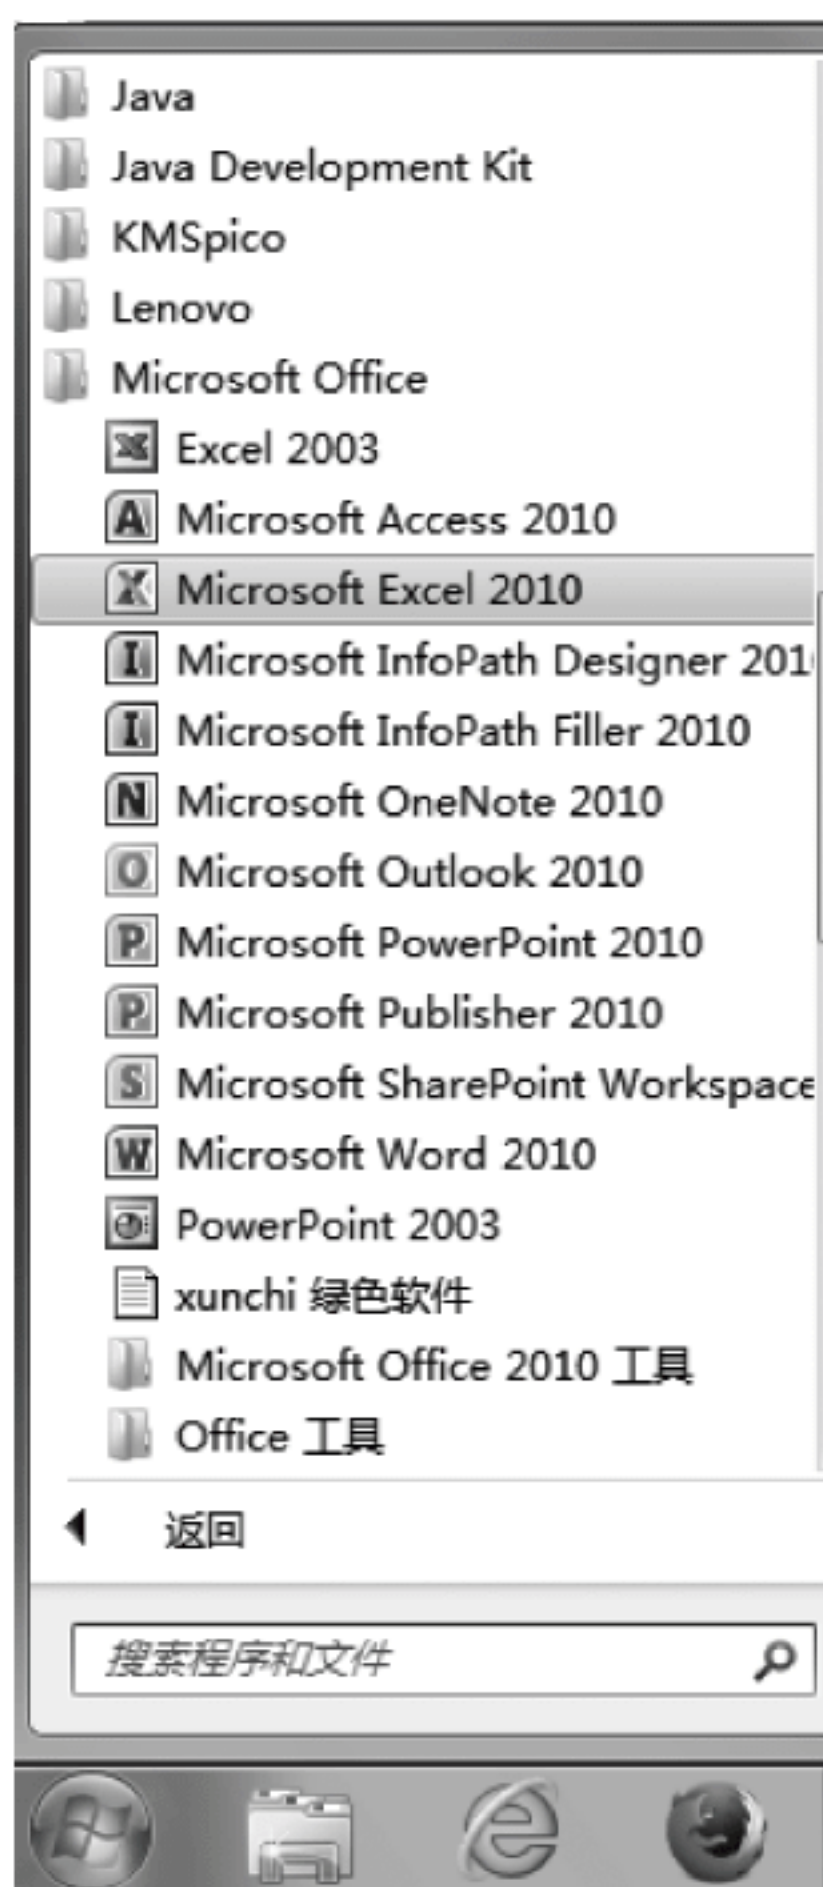 Java
Java Development Kit
KMSpico
Lenovo
Microsoft Office
Excel 2003
Microsoft Access 2010
Microsoft Excel 2010
Microsoft InfoPath Designer 201
Microsoft InfoPath Filler 2010
Microsoft OneNote 2010
Microsoft Outlook 2010
Microsoft PowerPoint 2010
Microsoft Publisher 2010
Microsoft SharePoint Workspace
Microsoft Word 2010
PowerPoint 2003
xunchi 绿色软件
Microsoft Office 2010 工具
Office 工具
返回
搜索程序和文件